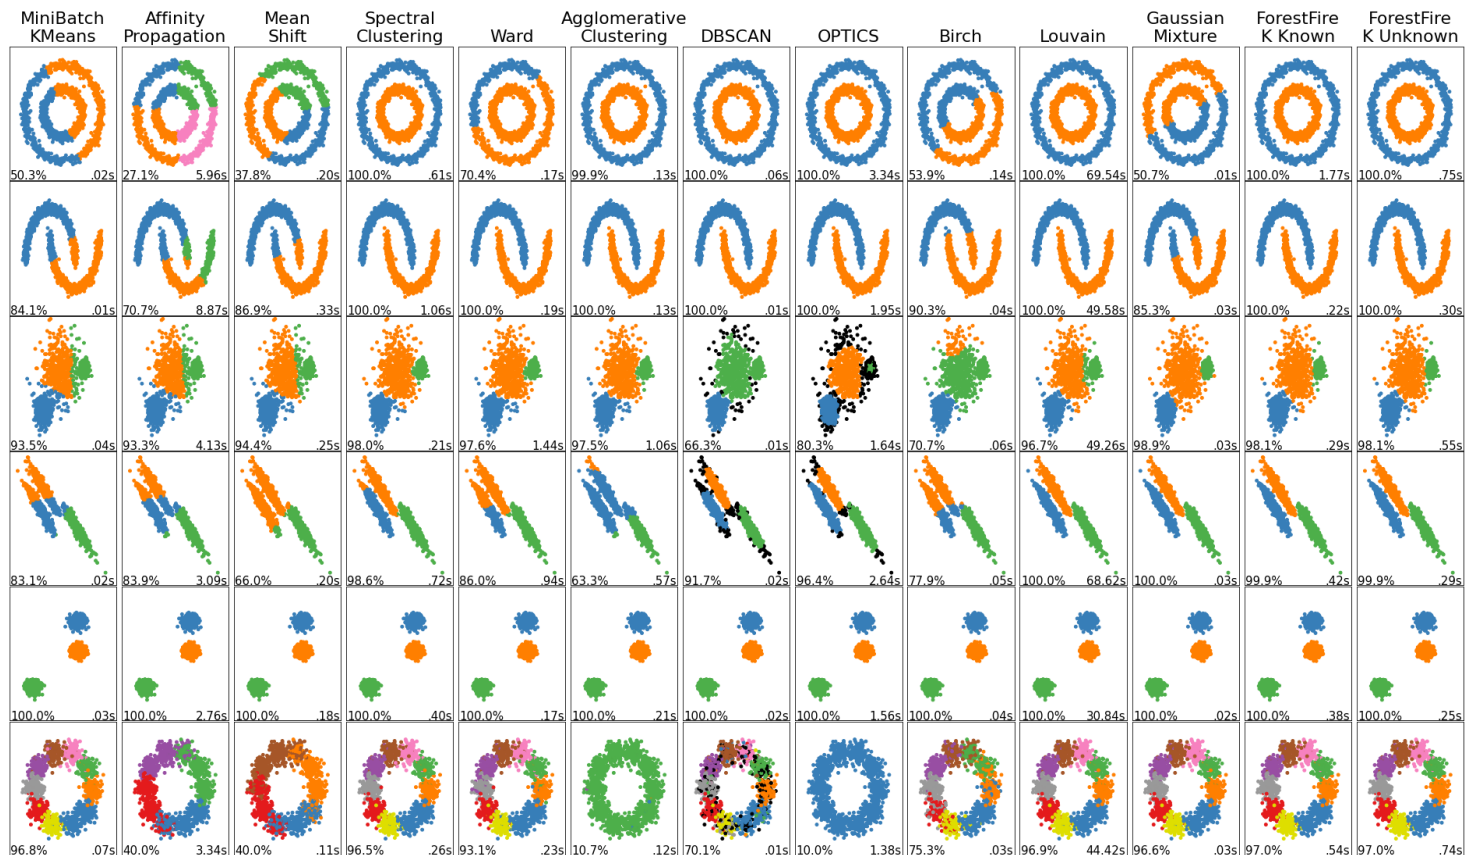 MiniBatch Affinity Mean Spectral Agglomerative Gaussian ForestFire ForestFire
KMeans Propagation Shift Clustering Ward Clustering DBSCAN OPTICS Birch Louvain Mixture K Known K Unknown
50.3% .02s 27.1% 5.96s 37.8% .20s 100.0% .61s 70.4% .17s 99.9% .13s 100.0% .06s 100.0% 3.34s 53.9% .14s 100.0% 69.54s 50.7% .01s 100.0% 1.77s 100.0% .75s
84.1% .01s 70.7% 8.87s 86.9% .33s 100.0% 1.06s 100.0% .19s 100.0% .13s 100.0% .01s 100.0% 1.95s 90.3% .04s 100.0% 49.58s 85.3% .03s 100.0% .22s 100.0% .30s
93.5% .04s 93.3% 4.13s 94.4% .25s 98.0% .21s 97.6% 1.44s 97.5% 1.06s 66.3% .01s 80.3% 1.64s 70.7% .06s 96.7% 49.26s 98.9% .03s 98.1% .29s 98.1% .55s
83.1% .02s 83.9% 3.09s 66.0% .20s 98.6% .72s 86.0% .94s 63.3% .57s 91.7% .02s 96.4% 2.64s 77.9% .05s 100.0% 68.62s 100.0% .03s 99.9% .42s 99.9% .29s
100.0% .03s 100.0% 2.76s 100.0% .18s 100.0% .40s 100.0% .17s 100.0% .21s 100.0% .02s 100.0% 1.56s 100.0% .04s 100.0% 30.84s 100.0% .02s 100.0% .38s 100.0% .25s
96.8% .07s 40.0% 3.34s 40.0% .11s 96.5% .26s 93.1% .23s 10.7% .12s 70.1% .01s 10.0% 1.38s 75.3% .03s 96.9% 44.42s 96.6% .03s 97.0% .54s 97.0% .74s